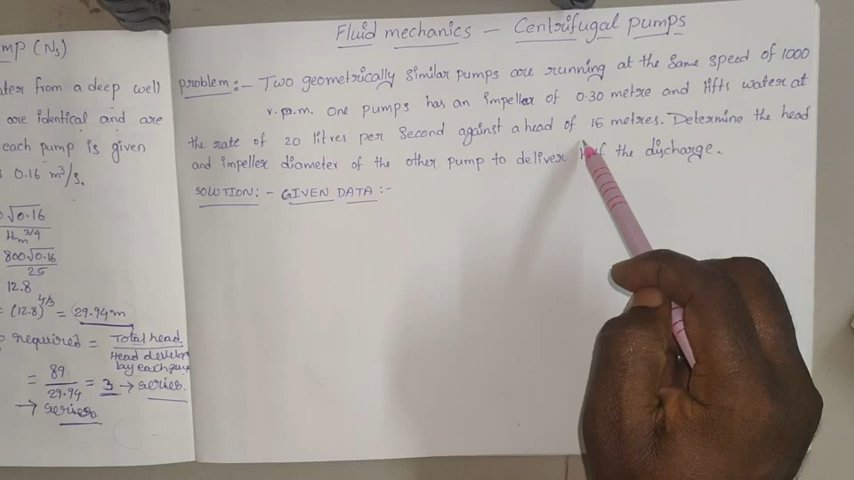 mp (Ns)
ater from a deep well
are identical and are
each pump is given
0.16 m³/s.
√0.16
Hm^3/4
800√0.16
25
12.8
= (12.8)^4/3 = 29.94m
required = Total head
Head develop
by each pu
= 89 / 29.94 = 3 → series
→ series
Fluid mechanics – Centrifugal pumps
problem:- Two geometrically similar pumps are running at the same speed of 1000
r.p.m. One pumps has an impeller of 0.30 metre and lifts water at
the rate of 20 litres per second against a head of 15 metres. Determine the head
and impeller diameter of the other pump to deliver half the discharge.
SOLUTION:- GIVEN DATA:-